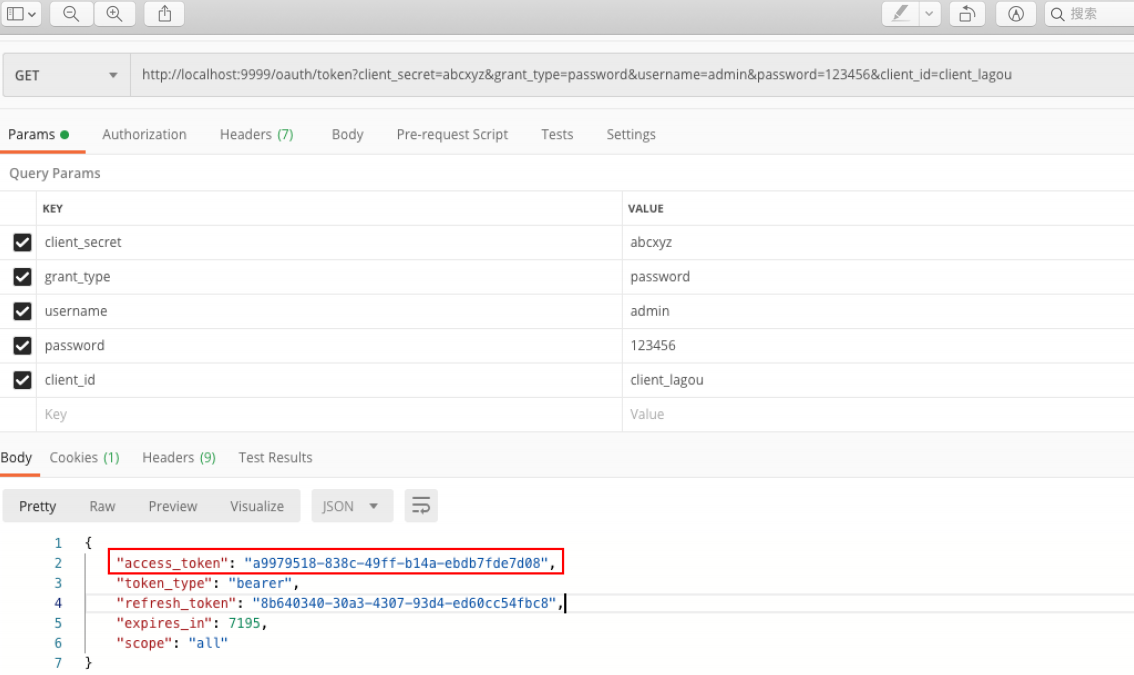 搜索
GET http://localhost:9999/oauth/token?client_secret=abcxyz&grant_type=password&username=admin&password=123456&client_id=client_lagou
Params Authorization Headers (7) Body Pre-request Script Tests Settings
Query Params
KEY VALUE
client_secret abcxyz
grant_type password
username admin
password 123456
client_id client_lagou
Key Value
Body Cookies (1) Headers (9) Test Results
Pretty Raw Preview Visualize JSON
1 {
2 "access_token": "a9979518-838c-49ff-b14a-ebdb7fde7d08",
3 "token_type": "bearer",
4 "refresh_token": "8b640340-30a3-4307-93d4-ed60cc54fbc8",
5 "expires_in": 7195,
6 "scope": "all"
7 }